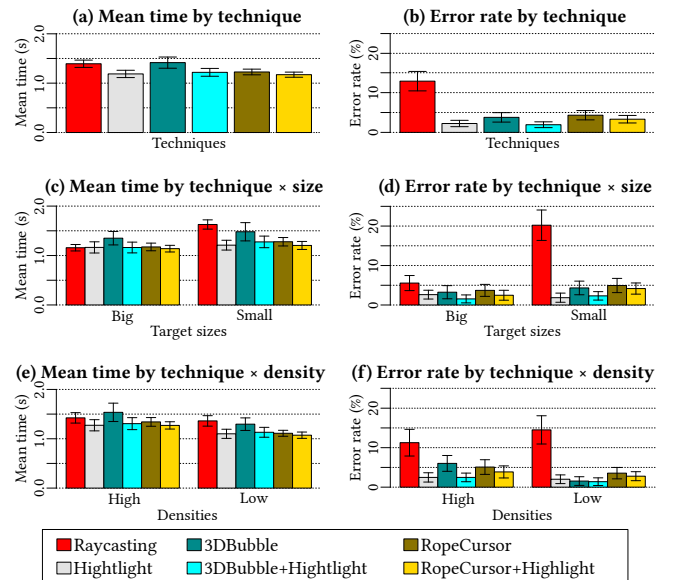 (a) Mean time by technique
Mean time (s)
0.0 1.0 2.0
Techniques
(b) Error rate by technique
Error rate (%)
0 10 20
Techniques
(c) Mean time by technique × size
Mean time (s)
0.0 1.0 2.0
Big Small
Target sizes
(d) Error rate by technique × size
Error rate (%)
0 10 20
Big Small
Target sizes
(e) Mean time by technique × density
Mean time (s)
0.0 1.0 2.0
High Low
Densities
(f) Error rate by technique × density
Error rate (%)
0 10 20
High Low
Densities
Raycasting 3DBubble RopeCursor
Hightlight 3DBubble+Hightlight RopeCursor+Highlight